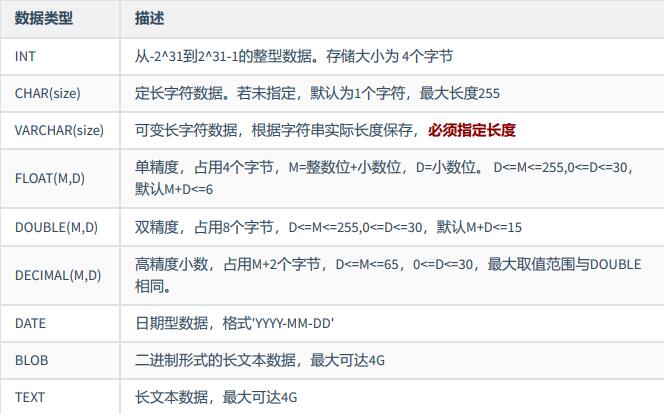 数据类型 描述
INT 从-2^31到2^31-1的整型数据。存储大小为 4个字节
CHAR(size) 定长字符数据。若未指定，默认为1个字符，最大长度255
VARCHAR(size) 可变长字符数据，根据字符串实际长度保存，必须指定长度
FLOAT(M,D) 单精度，占用4个字节，M=整数位+小数位，D=小数位。 D<=M<=255,0<=D<=30，
默认M+D<=6
DOUBLE(M,D) 双精度，占用8个字节，D<=M<=255,0<=D<=30，默认M+D<=15
DECIMAL(M,D) 高精度小数，占用M+2个字节，D<=M<=65，0<=D<=30，最大取值范围与DOUBLE
相同。
DATE 日期型数据，格式'YYYY-MM-DD'
BLOB 二进制形式的长文本数据，最大可达4G
TEXT 长文本数据，最大可达4G